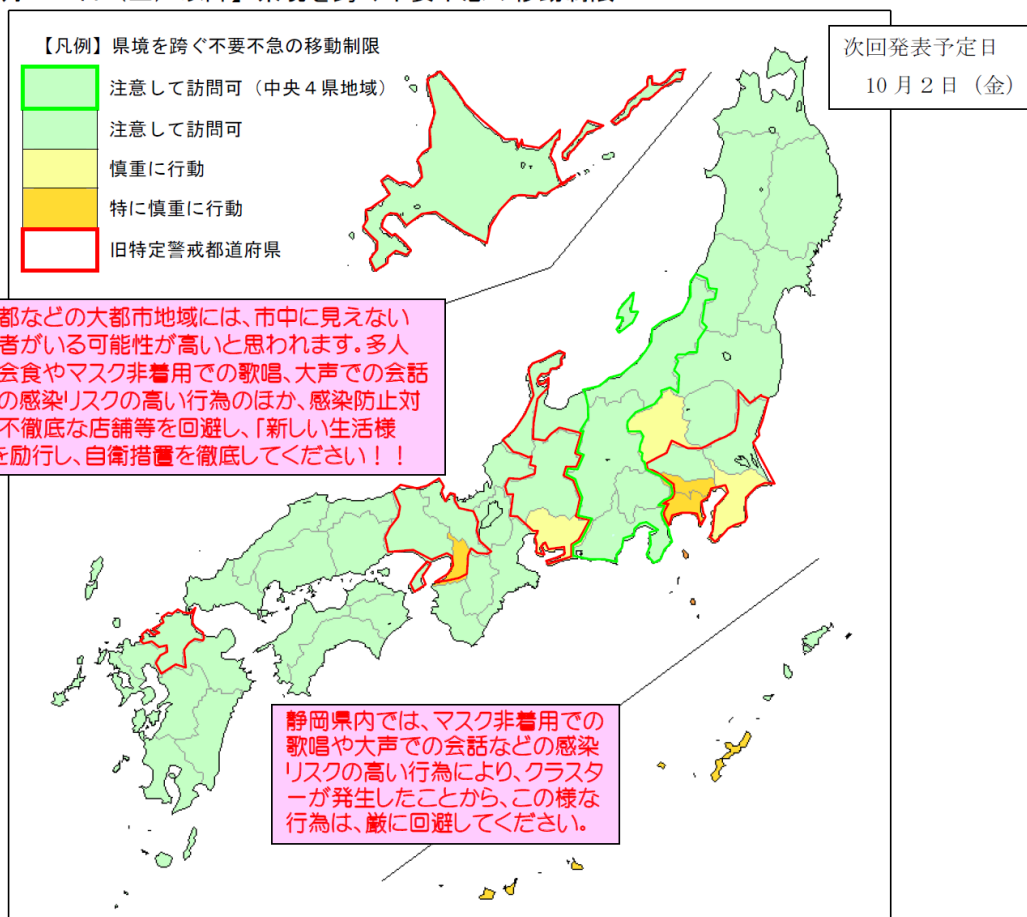 【凡例】県境を跨ぐ不要不急の移動制限
注意して訪問可（中央４県地域）
注意して訪問可
慎重に行動
特に慎重に行動
旧特定警戒都道府県
次回発表予定日
10月２日（金）
都などの大都市地域には、市中に見えない
者がいる可能性が高いと思われます。多人
会食やマスク非着用での歌唱、大声での会話
の感染リスクの高い行為のほか、感染防止対
不徹底な店舗等を回避し、「新しい生活様
を励行し、自衛措置を徹底してください！！
静岡県内では、マスク非着用での
歌唱や大声での会話などの感染
リスクの高い行為により、クラスタ
ーが発生したことから、この様な
行為は、厳に回避してください。